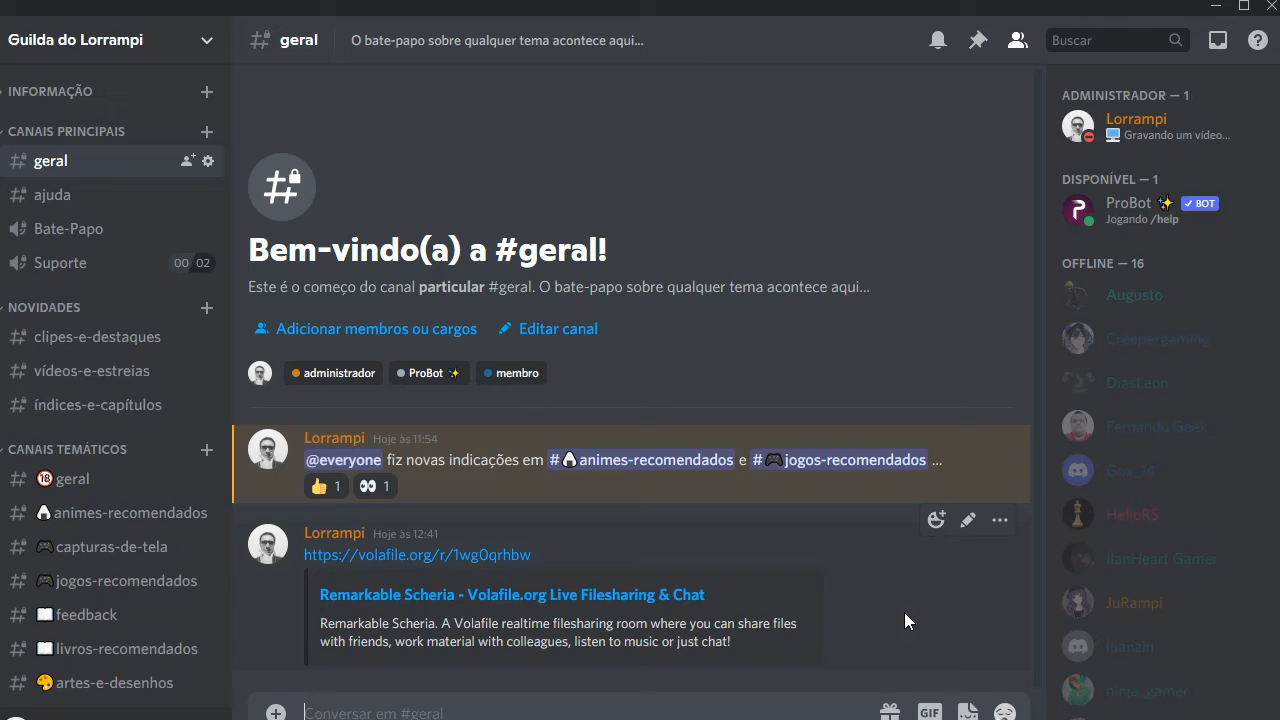 Guilda do Lorrampi
INFORMAÇÃO
CANAIS PRINCIPAIS
geral
ajuda
Bate-Papo
Suporte 00 02
NOVIDADES
clipes-e-destaques
vídeos-e-estreias
índices-e-capítulos
CANAIS TEMÁTICOS
🔞geral
🍙animes-recomendados
🎮capturas-de-tela
🎮jogos-recomendados
📖feedback
📖livros-recomendados
🎨artes-e-desenhos
geral O bate-papo sobre qualquer tema acontece aqui...
Buscar
Bem-vindo(a) a #geral!
Este é o começo do canal particular #geral. O bate-papo sobre qualquer tema acontece aqui...
Adicionar membros ou cargos Editar canal
administrador ProBot ✨ membro
Lorrampi Hoje às 11:54
@everyone fiz novas indicações em #🍙animes-recomendados e #🎮jogos-recomendados ...
👍 1 👀 1
Lorrampi Hoje às 12:41
https://volafile.org/r/1wg0qrhbw
Remarkable Scheria - Volafile.org Live Filesharing & Chat
Remarkable Scheria. A Volafile realtime filesharing room where you can share files
with friends, work material with colleagues, listen to music or just chat!
Conversar em #geral
GIF
ADMINISTRADOR — 1
Lorrampi
Gravando um vídeo...
DISPONÍVEL — 1
ProBot ✨ ✓ BOT
Jogando /help
OFFLINE — 16
Augusto
Creepergaming
DiasLeon
Fernando Geex
Gox_34
HelioRS
IlanHeart Gamer
JuRampi
ninja_gamer